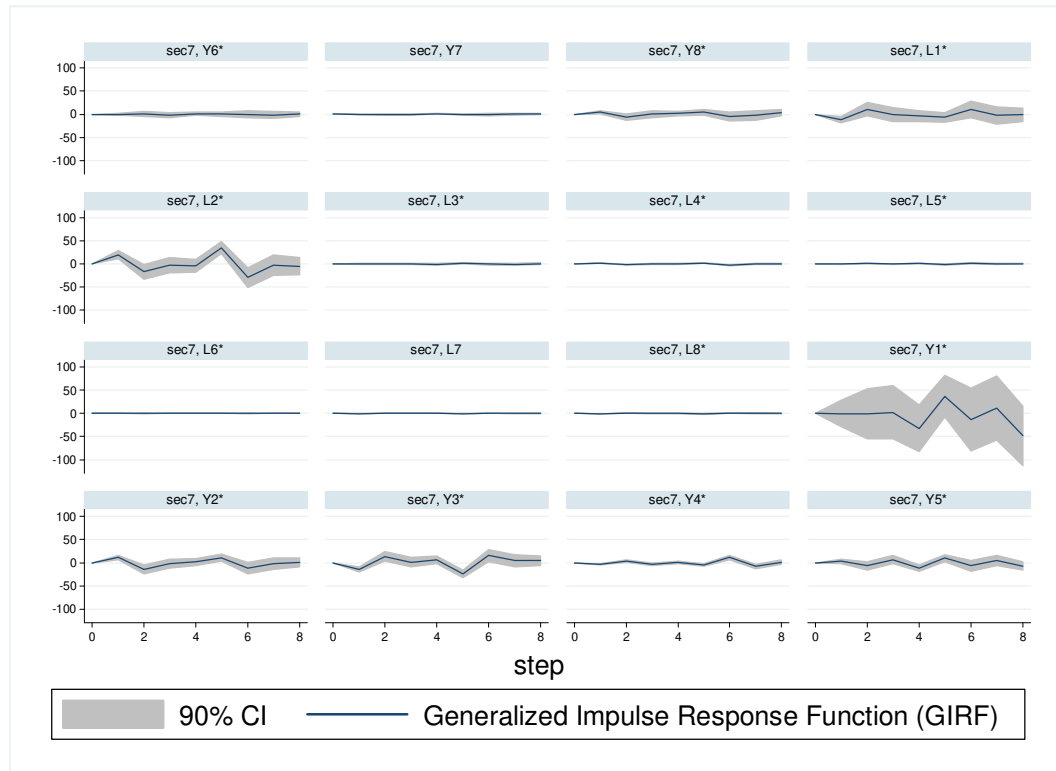 sec7, Y6* sec7, Y7 sec7, Y8* sec7, L1*
100
50
0
-50
-100
sec7, L2* sec7, L3* sec7, L4* sec7, L5*
100
50
0
-50
-100
sec7, L6* sec7, L7 sec7, L8* sec7, Y1*
100
50
0
-50
-100
sec7, Y2* sec7, Y3* sec7, Y4* sec7, Y5*
100
50
0
-50
-100
0 2 4 6 8 0 2 4 6 8 0 2 4 6 8 0 2 4 6 8
step
90% CI Generalized Impulse Response Function (GIRF)